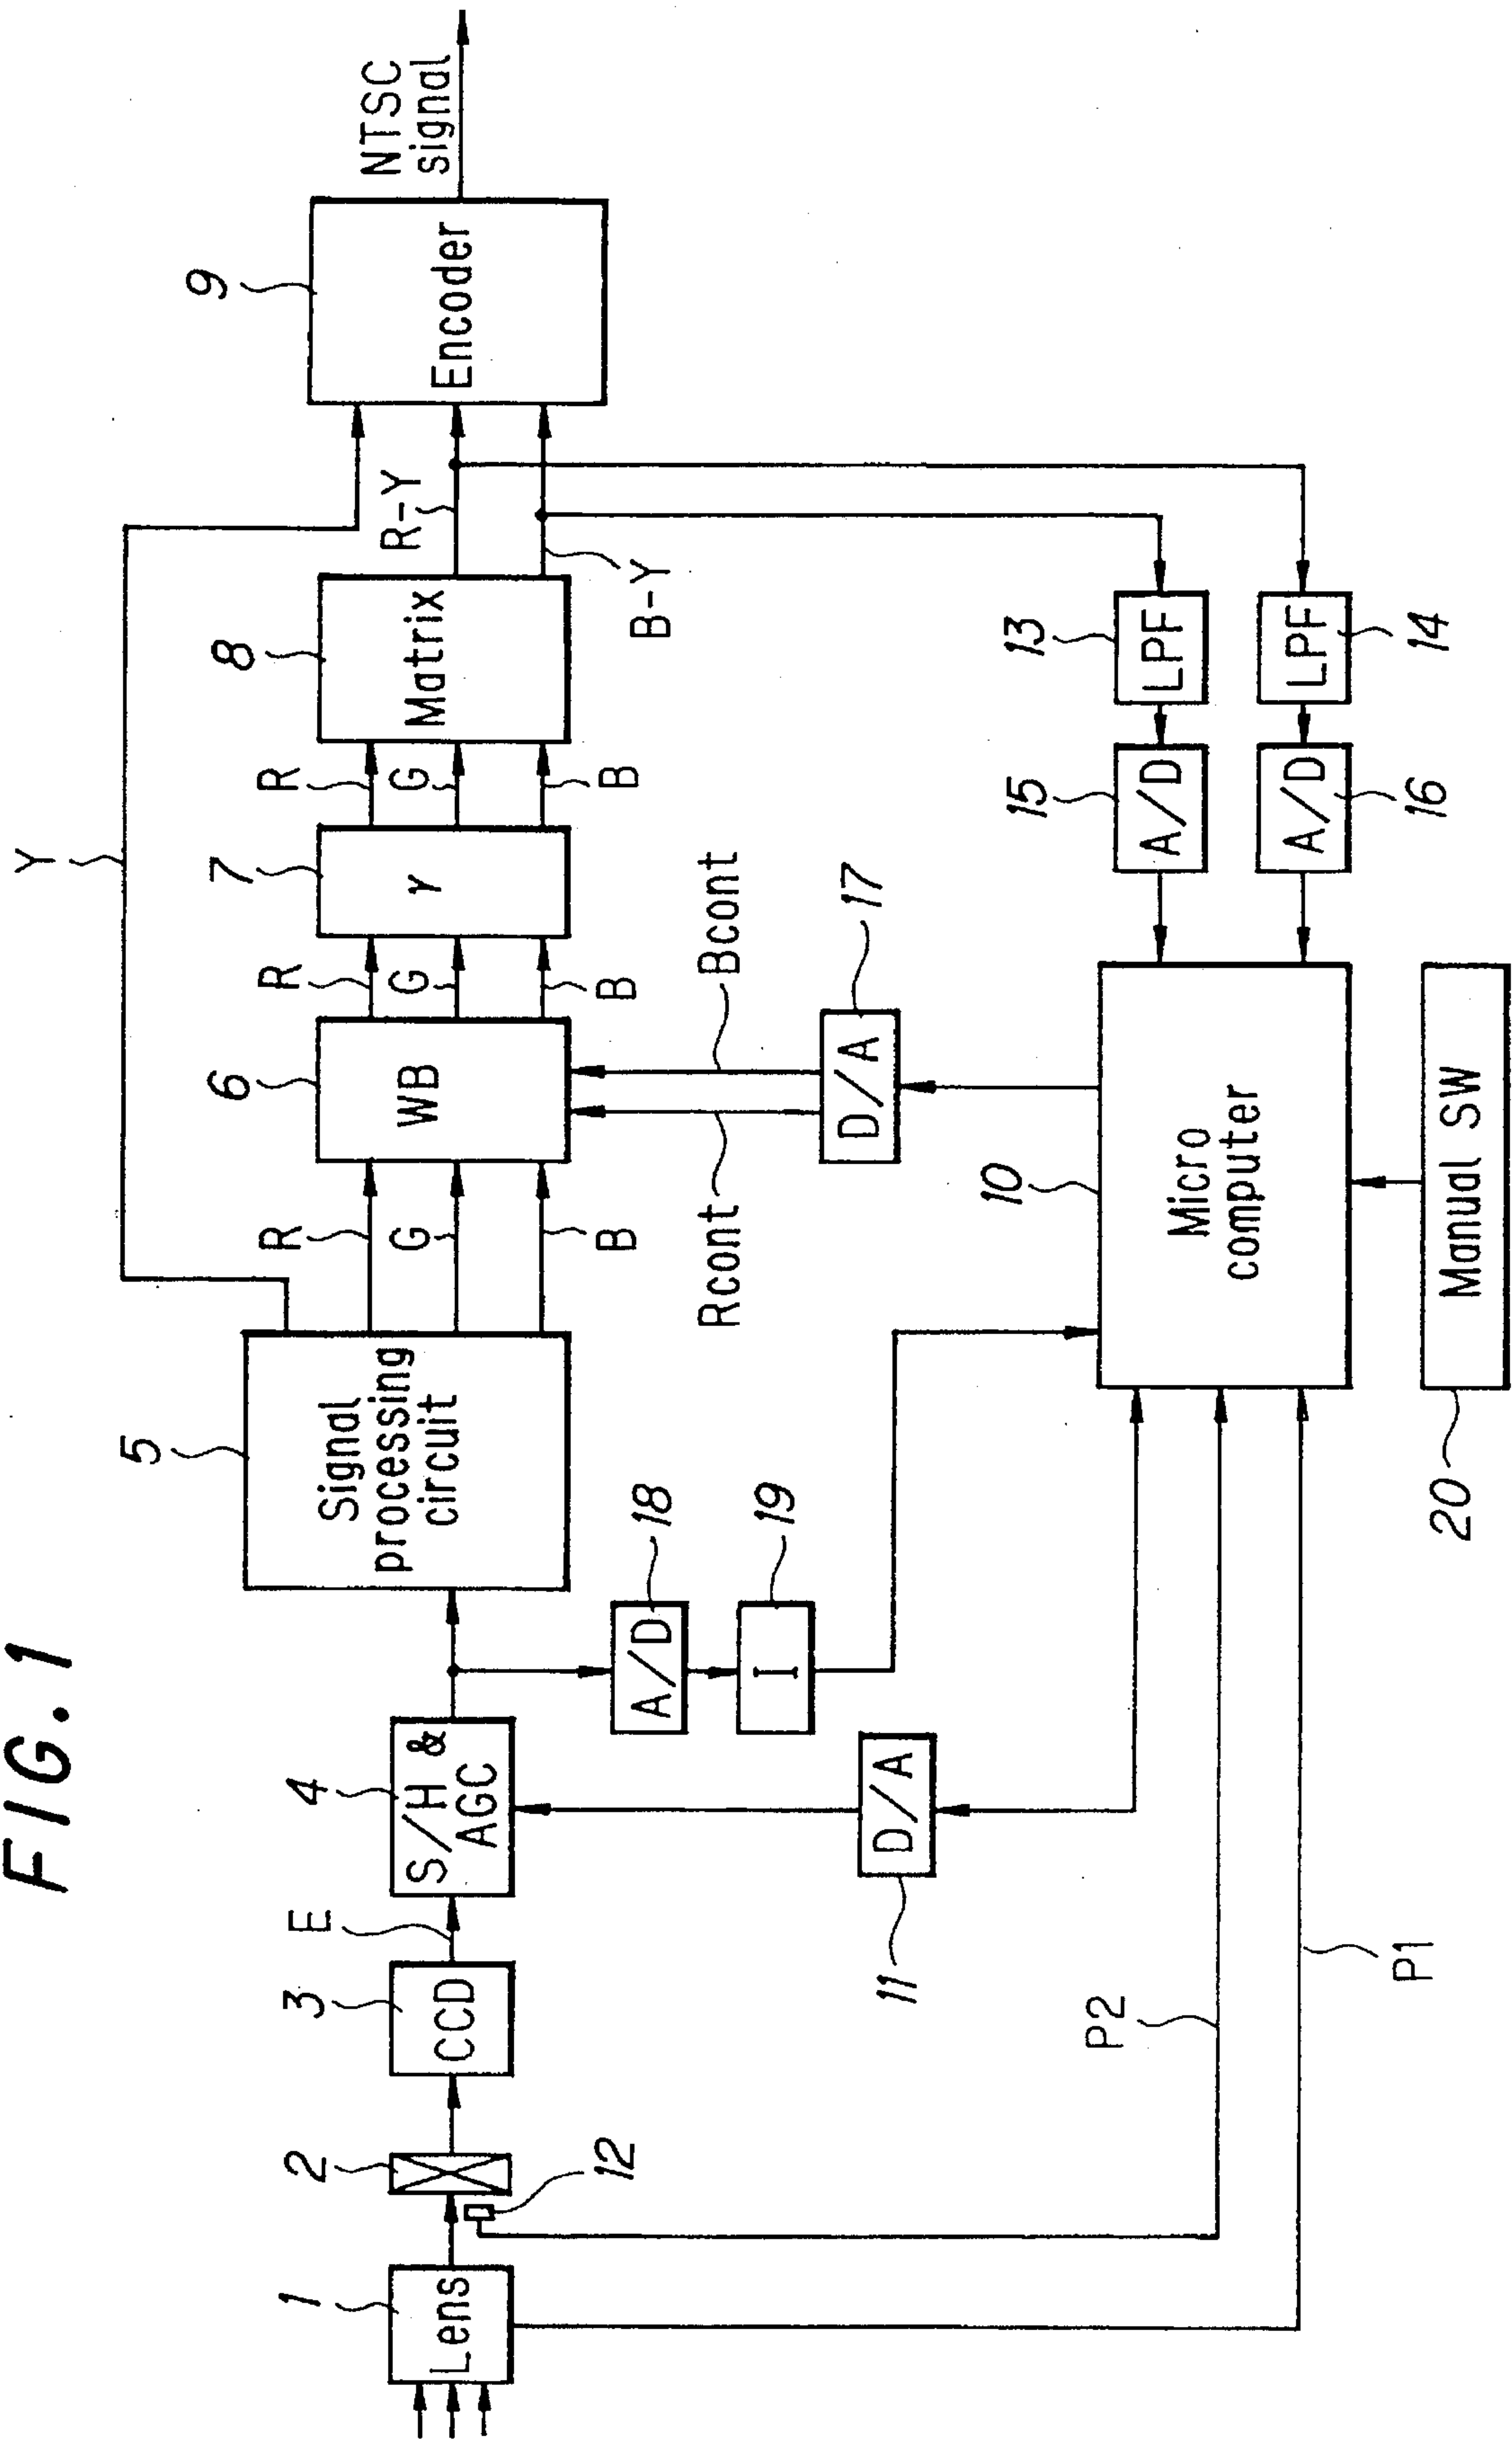 FIG. 1
Y
NTSC
signal
9
Encoder
R-Y
B-Y
8
Matrix
R
G
B
7
γ
R
G
B
6
WB
R
G
B
5
Signal
processing
circuit
4
S/H &
AGC
E
3
CCD
2
12
1
Lens
18
A/D
19
I
11
D/A
Rcont
Bcont
17
D/A
13
LPF
14
LPF
15
A/D
16
A/D
10
Micro
computer
20
Manual SW
P2
P1